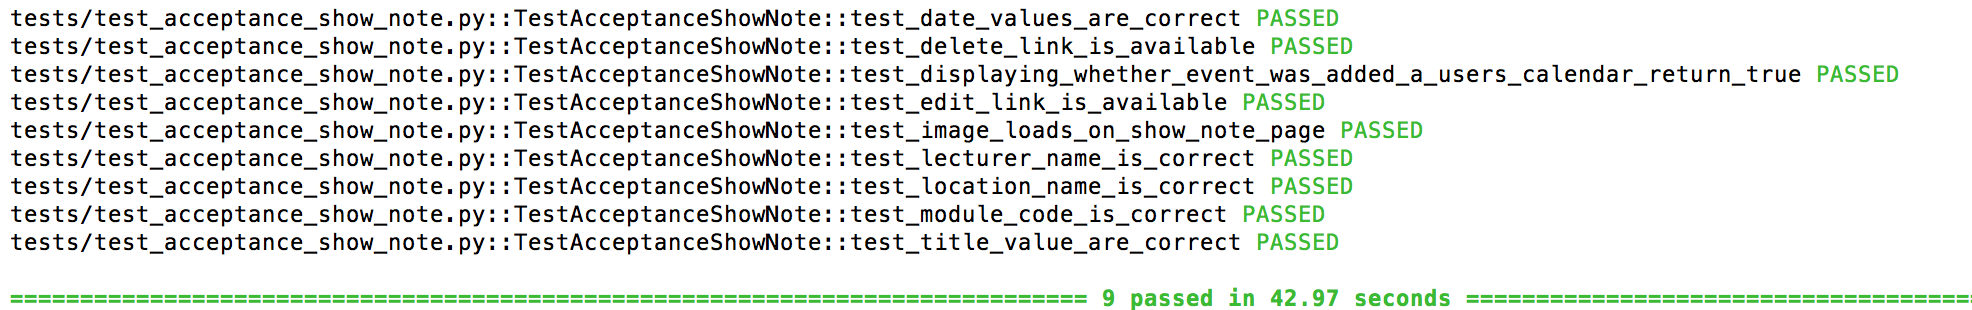 tests/test_acceptance_show_note.py::TestAcceptanceShowNote::test_date_values_are_correct PASSED
tests/test_acceptance_show_note.py::TestAcceptanceShowNote::test_delete_link_is_available PASSED
tests/test_acceptance_show_note.py::TestAcceptanceShowNote::test_displaying_whether_event_was_added_a_users_calendar_return_true PASSED
tests/test_acceptance_show_note.py::TestAcceptanceShowNote::test_edit_link_is_available PASSED
tests/test_acceptance_show_note.py::TestAcceptanceShowNote::test_image_loads_on_show_note_page PASSED
tests/test_acceptance_show_note.py::TestAcceptanceShowNote::test_lecturer_name_is_correct PASSED
tests/test_acceptance_show_note.py::TestAcceptanceShowNote::test_location_name_is_correct PASSED
tests/test_acceptance_show_note.py::TestAcceptanceShowNote::test_module_code_is_correct PASSED
tests/test_acceptance_show_note.py::TestAcceptanceShowNote::test_title_value_are_correct PASSED
============================================================================= 9 passed in 42.97 seconds =====================================